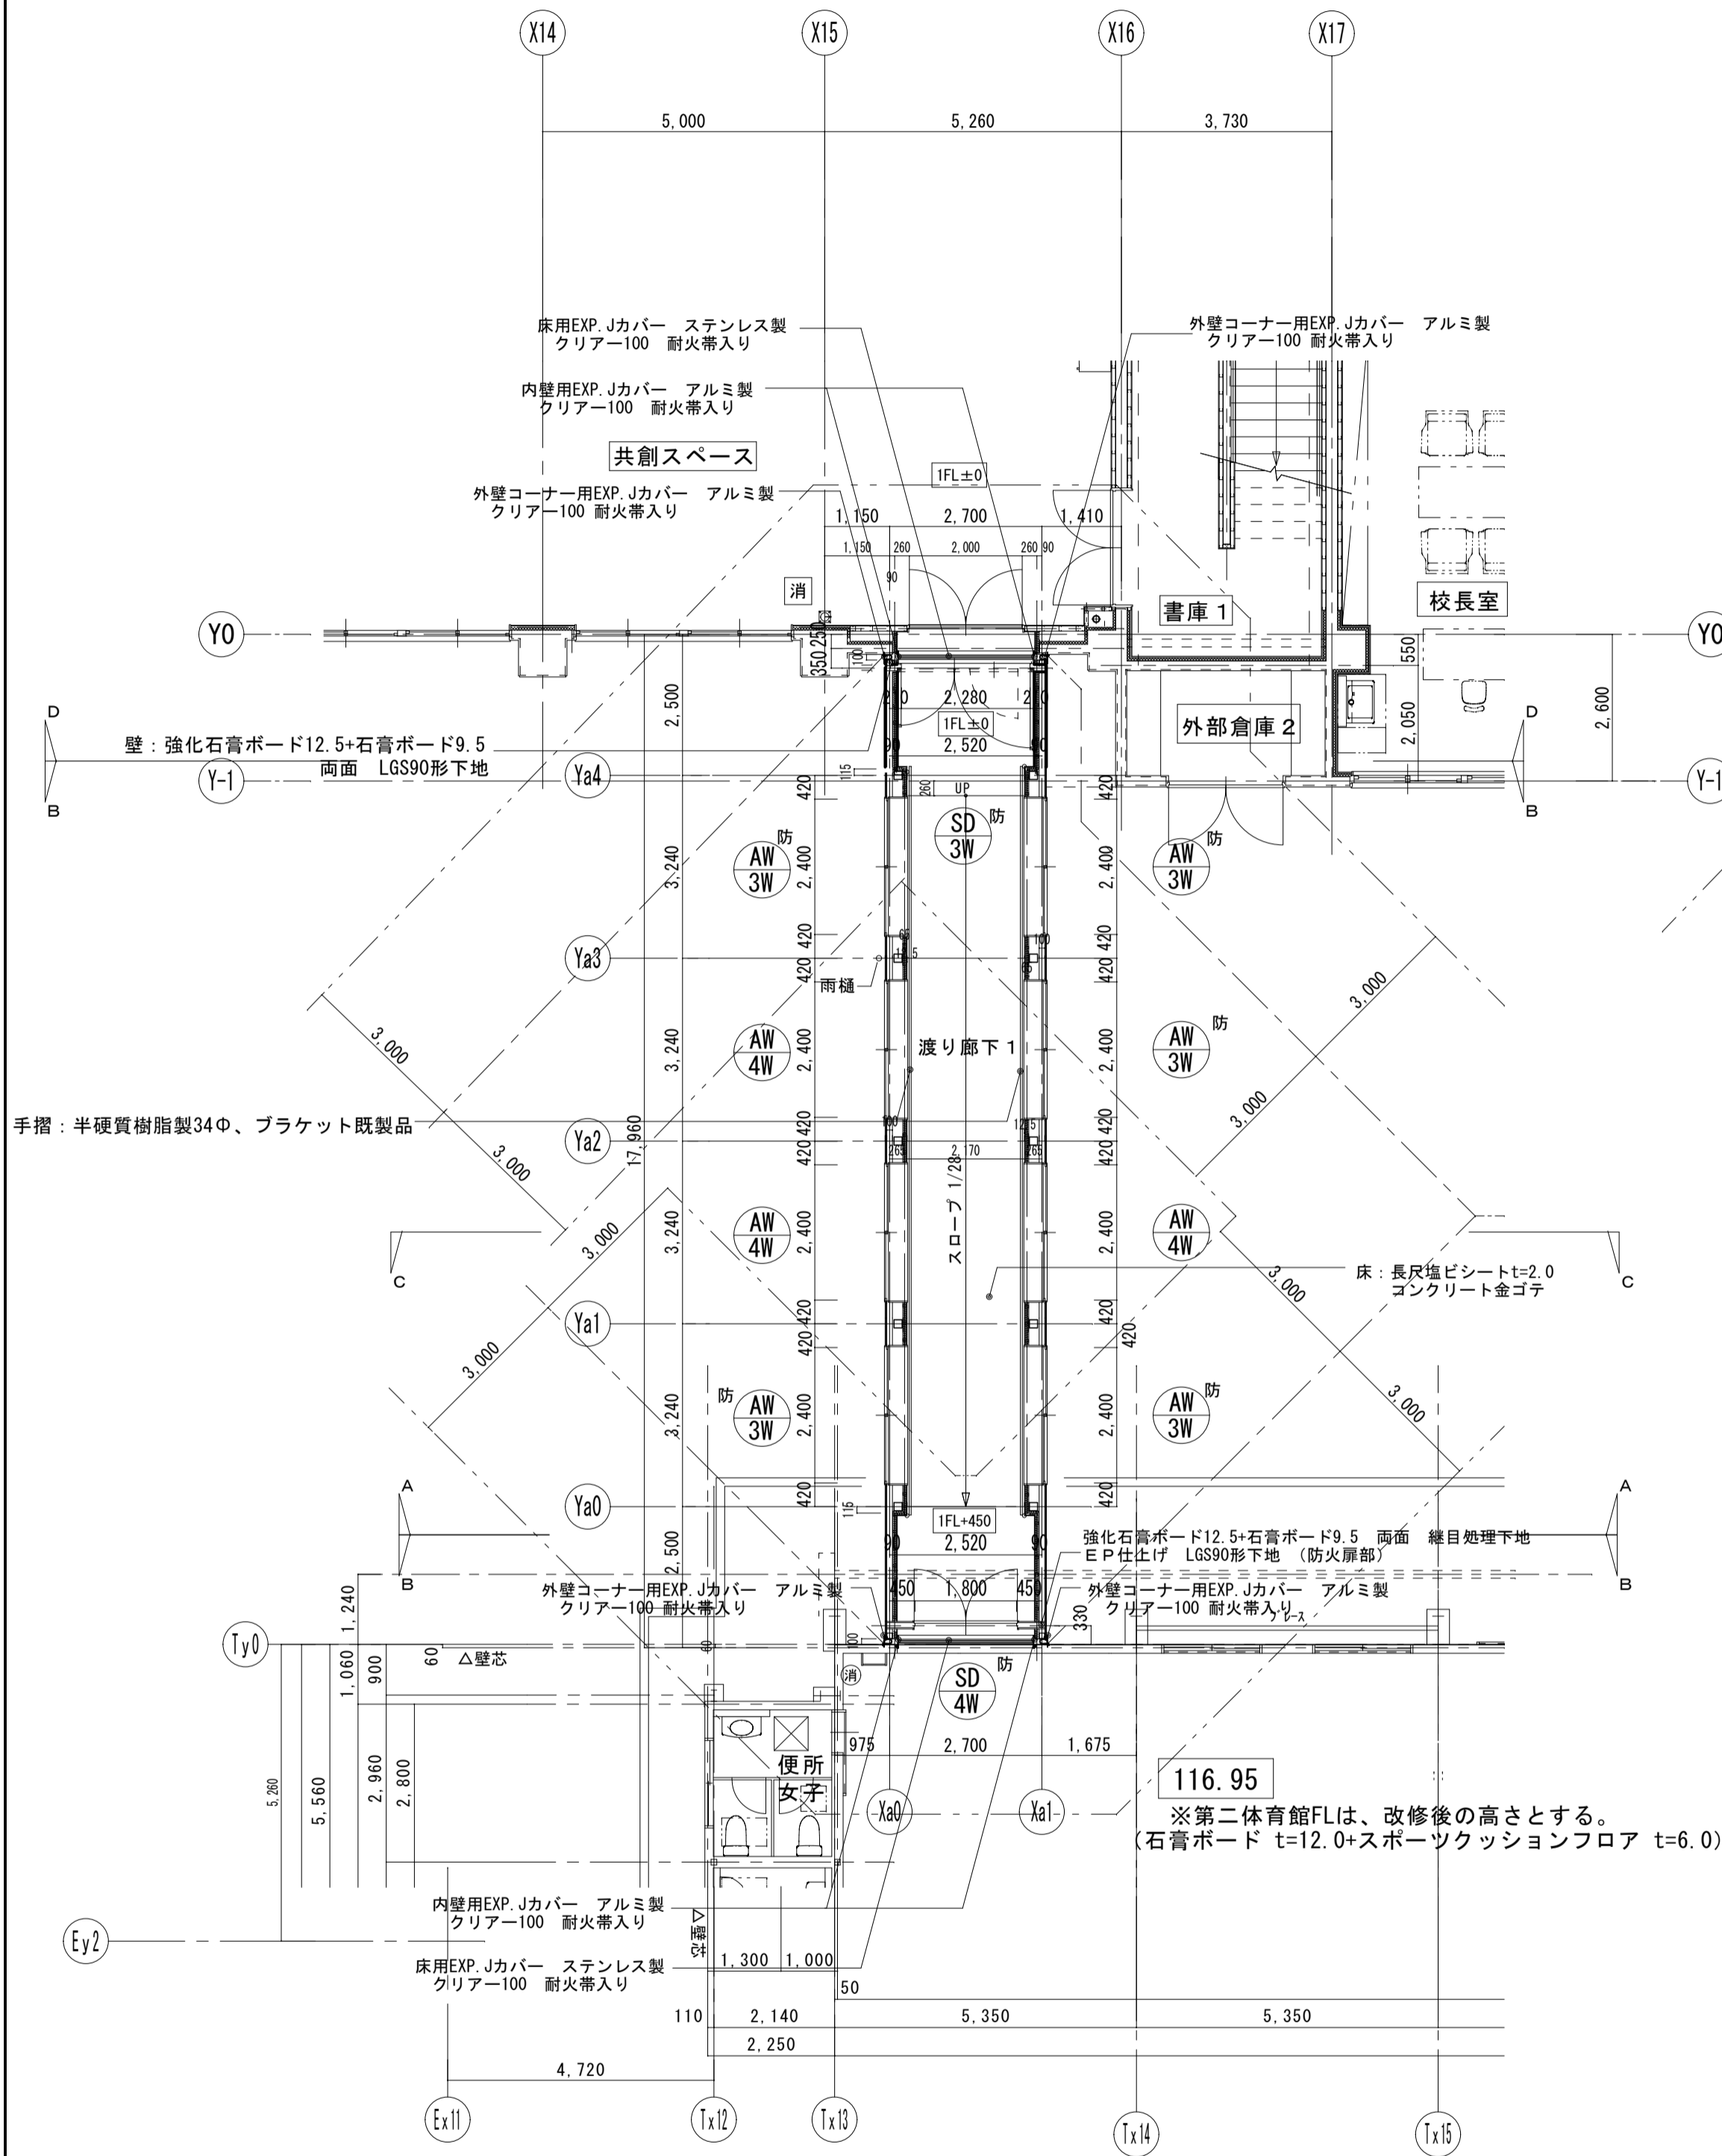 X14
X15
X16
X17
5,000
5,260
3,730
床用EXP.Jカバー ステンレス製
クリアー100 耐火帯入り
外壁コーナー用EXP.Jカバー アルミ製
クリアー100 耐火帯入り
内壁用EXP.Jカバー アルミ製
クリアー100 耐火帯入り
共創スペース
1FL±0
外壁コーナー用EXP.Jカバー アルミ製
クリアー100 耐火帯入り
1,150
2,700
1,410
1,150
260
2,000
260
90
90
消
書庫1
校長室
Y0
Y0
350
250
100
550
2,500
2,280
2,050
2,600
1FL±0
外部倉庫2
D
D
壁：強化石膏ボード12.5+石膏ボード9.5
両面 LGS90形下地
90
2,520
90
Y-1
Ya4
Y-1
115
B
B
420
260
UP
420
SD
3W
防
AW
3W
防
AW
3W
防
3,240
2,400
2,400
420
65
100
420
Ya3
420
420
雨樋
3,000
3,000
渡り廊下1
AW
4W
AW
3W
防
3,240
2,400
2,400
手摺：半硬質樹脂製34Φ、ブラケット既製品
17,960
420
100
420
Ya2
420
265
2,170
265
420
3,000
3,000
スロープ 1/28
AW
4W
AW
4W
3,240
2,400
2,400
3,000
C
C
床：長尺塩ビシートt=2.0
コンクリート金ゴテ
3,000
420
420
Ya1
420
420
3,000
防
AW
3W
AW
3W
防
3,240
2,400
2,400
3,000
420
420
Ya0
A
A
115
1FL+450
90
2,520
90
強化石膏ボード12.5+石膏ボード9.5 両面 継目処理下地
EP仕上げ LGS90形下地 （防火扉部）
2,500
B
B
外壁コーナー用EXP.Jカバー アルミ製
クリアー100 耐火帯入り
450
1,800
450
外壁コーナー用EXP.Jカバー アルミ製
クリアー100 耐火帯入り
1,240
330
ブレース
Ty0
60
△壁芯
60
100
1,060
900
消
SD
4W
防
975
2,700
1,675
便所
女子
5,260
5,560
2,960
2,800
Xa0
Xa1
116.95
※第二体育館FLは、改修後の高さとする。
（石膏ボード t=12.0+スポーツクッションフロア t=6.0）
内壁用EXP.Jカバー アルミ製
クリアー100 耐火帯入り
△壁芯
Ey2
床用EXP.Jカバー ステンレス製
クリアー100 耐火帯入り
1,300
1,000
50
110
2,140
5,350
5,350
2,250
4,720
Ex11
Tx12
Tx13
Tx14
Tx15